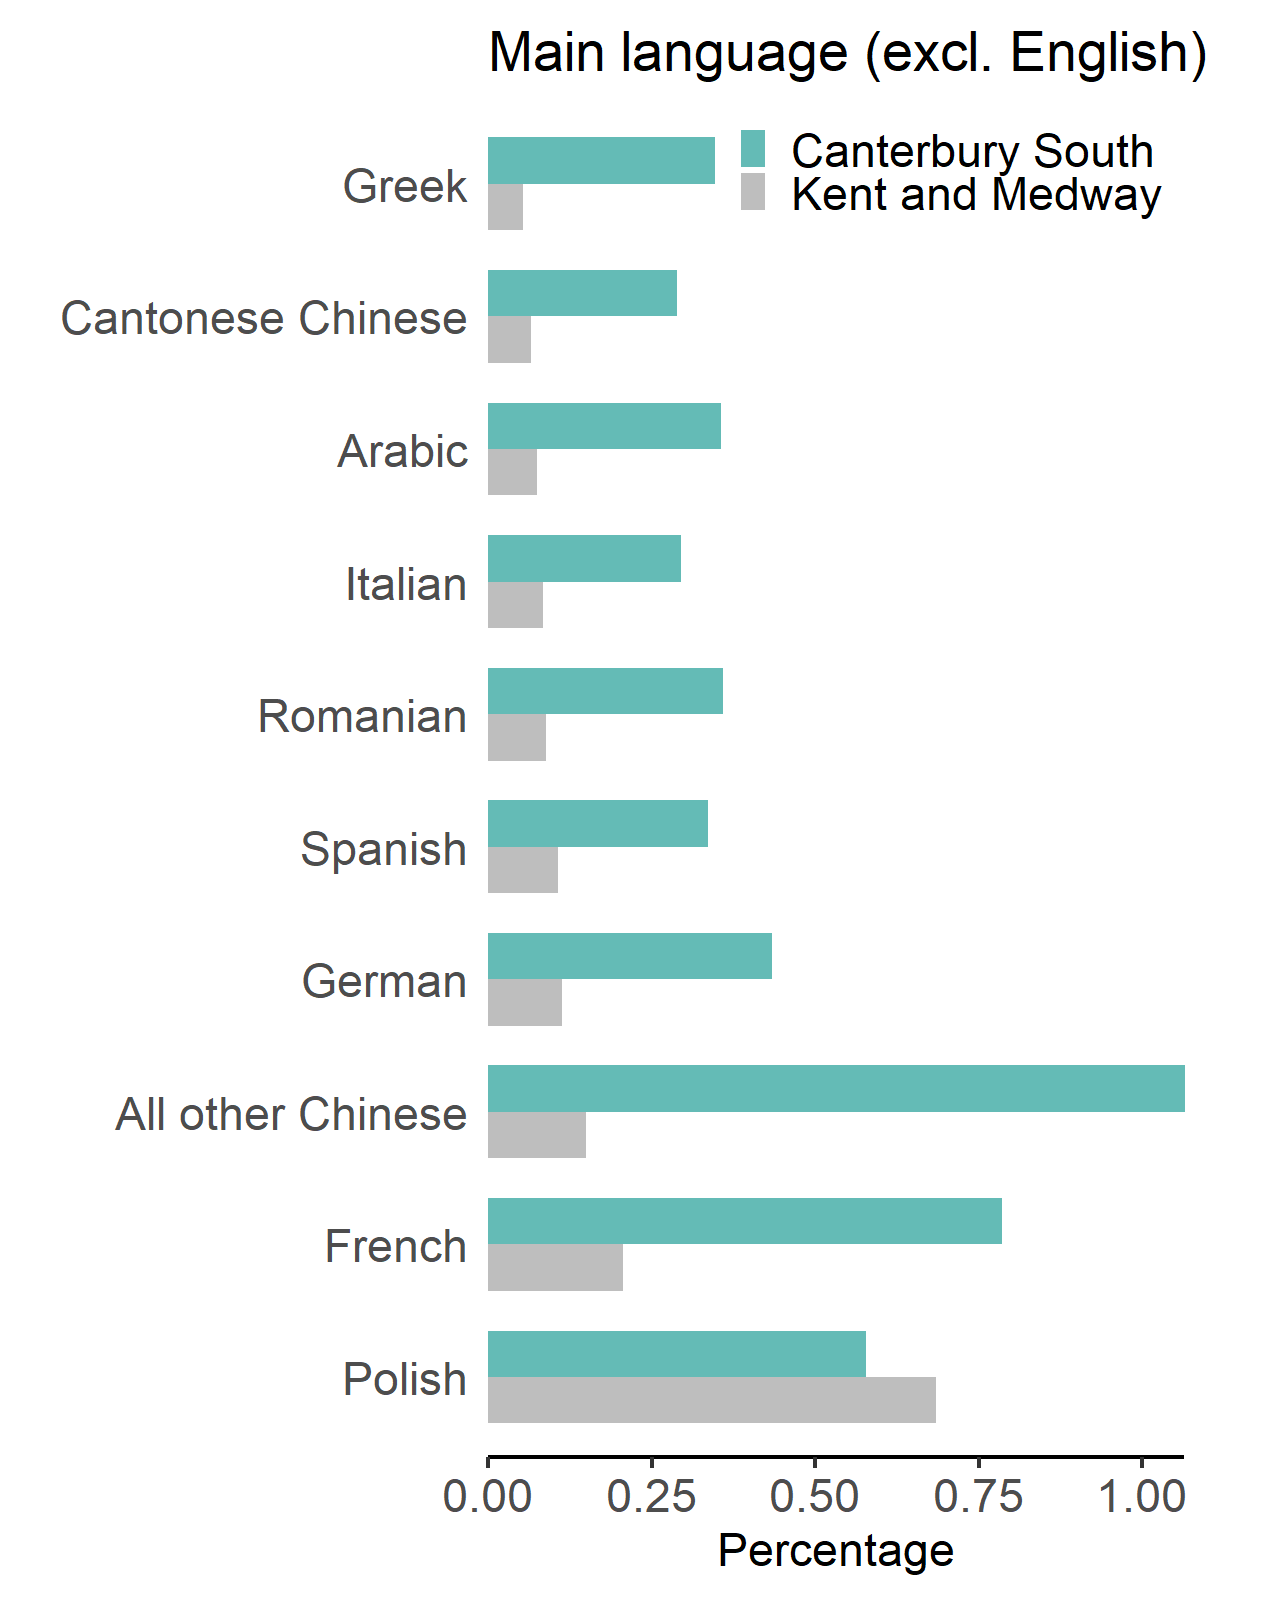 Main language (excl. English)
Canterbury South
Kent and Medway
Greek
Cantonese Chinese
Arabic
Italian
Romanian
Spanish
German
All other Chinese
French
Polish
0.00 0.25 0.50 0.75 1.00
Percentage